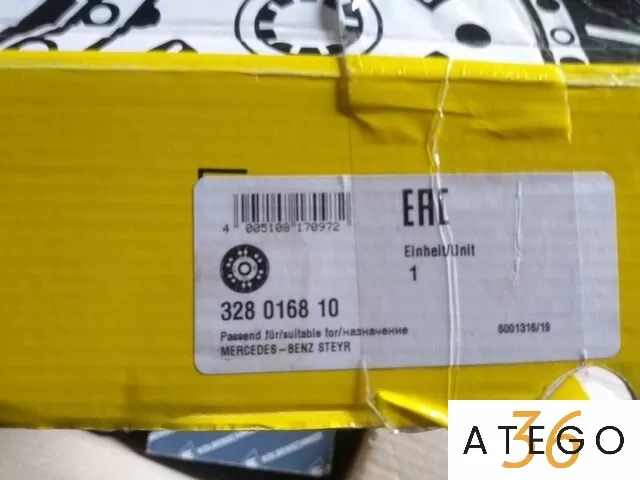 EAC
4 005108 170972
Einheit/Unit
1
328 0168 10
Passend für/suitable for/назначение
MERCEDES-BENZ STEYR
5001316/19
36
ATEGO